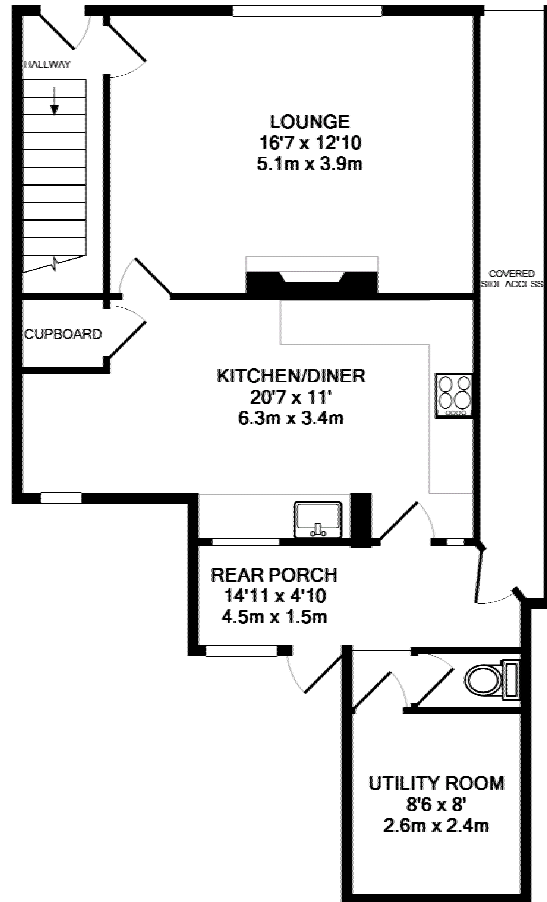 HALLWAY
LOUNGE
16'7 x 12'10
5.1m x 3.9m
COVERED
SIDE ACCESS
CUPBOARD
KITCHEN/DINER
20'7 x 11'
6.3m x 3.4m
REAR PORCH
14'11 x 4'10
4.5m x 1.5m
UTILITY ROOM
8'6 x 8'
2.6m x 2.4m